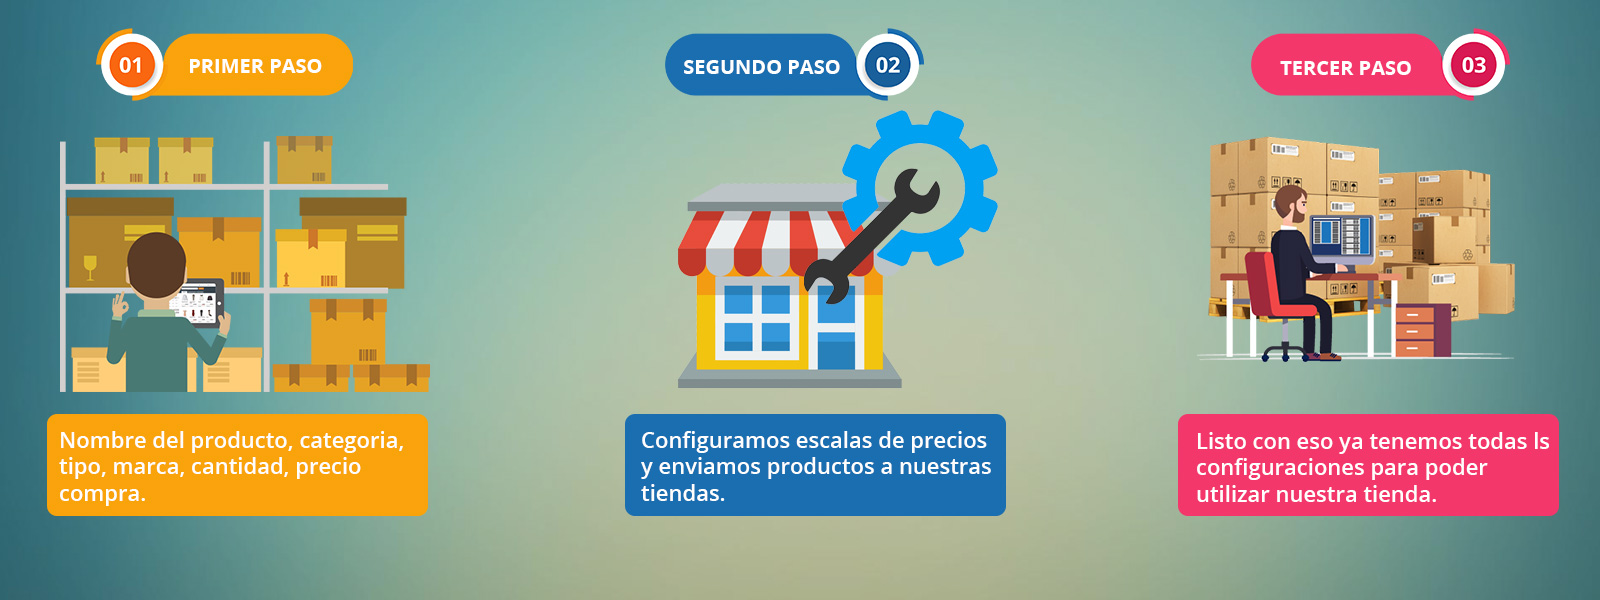 01 PRIMER PASO
SEGUNDO PASO 02
TERCER PASO 03
Nombre del producto, categoria,
tipo, marca, cantidad, precio
compra.
Configuramos escalas de precios
y enviamos productos a nuestras
tiendas.
Listo con eso ya tenemos todas ls
configuraciones para poder
utilizar nuestra tienda.